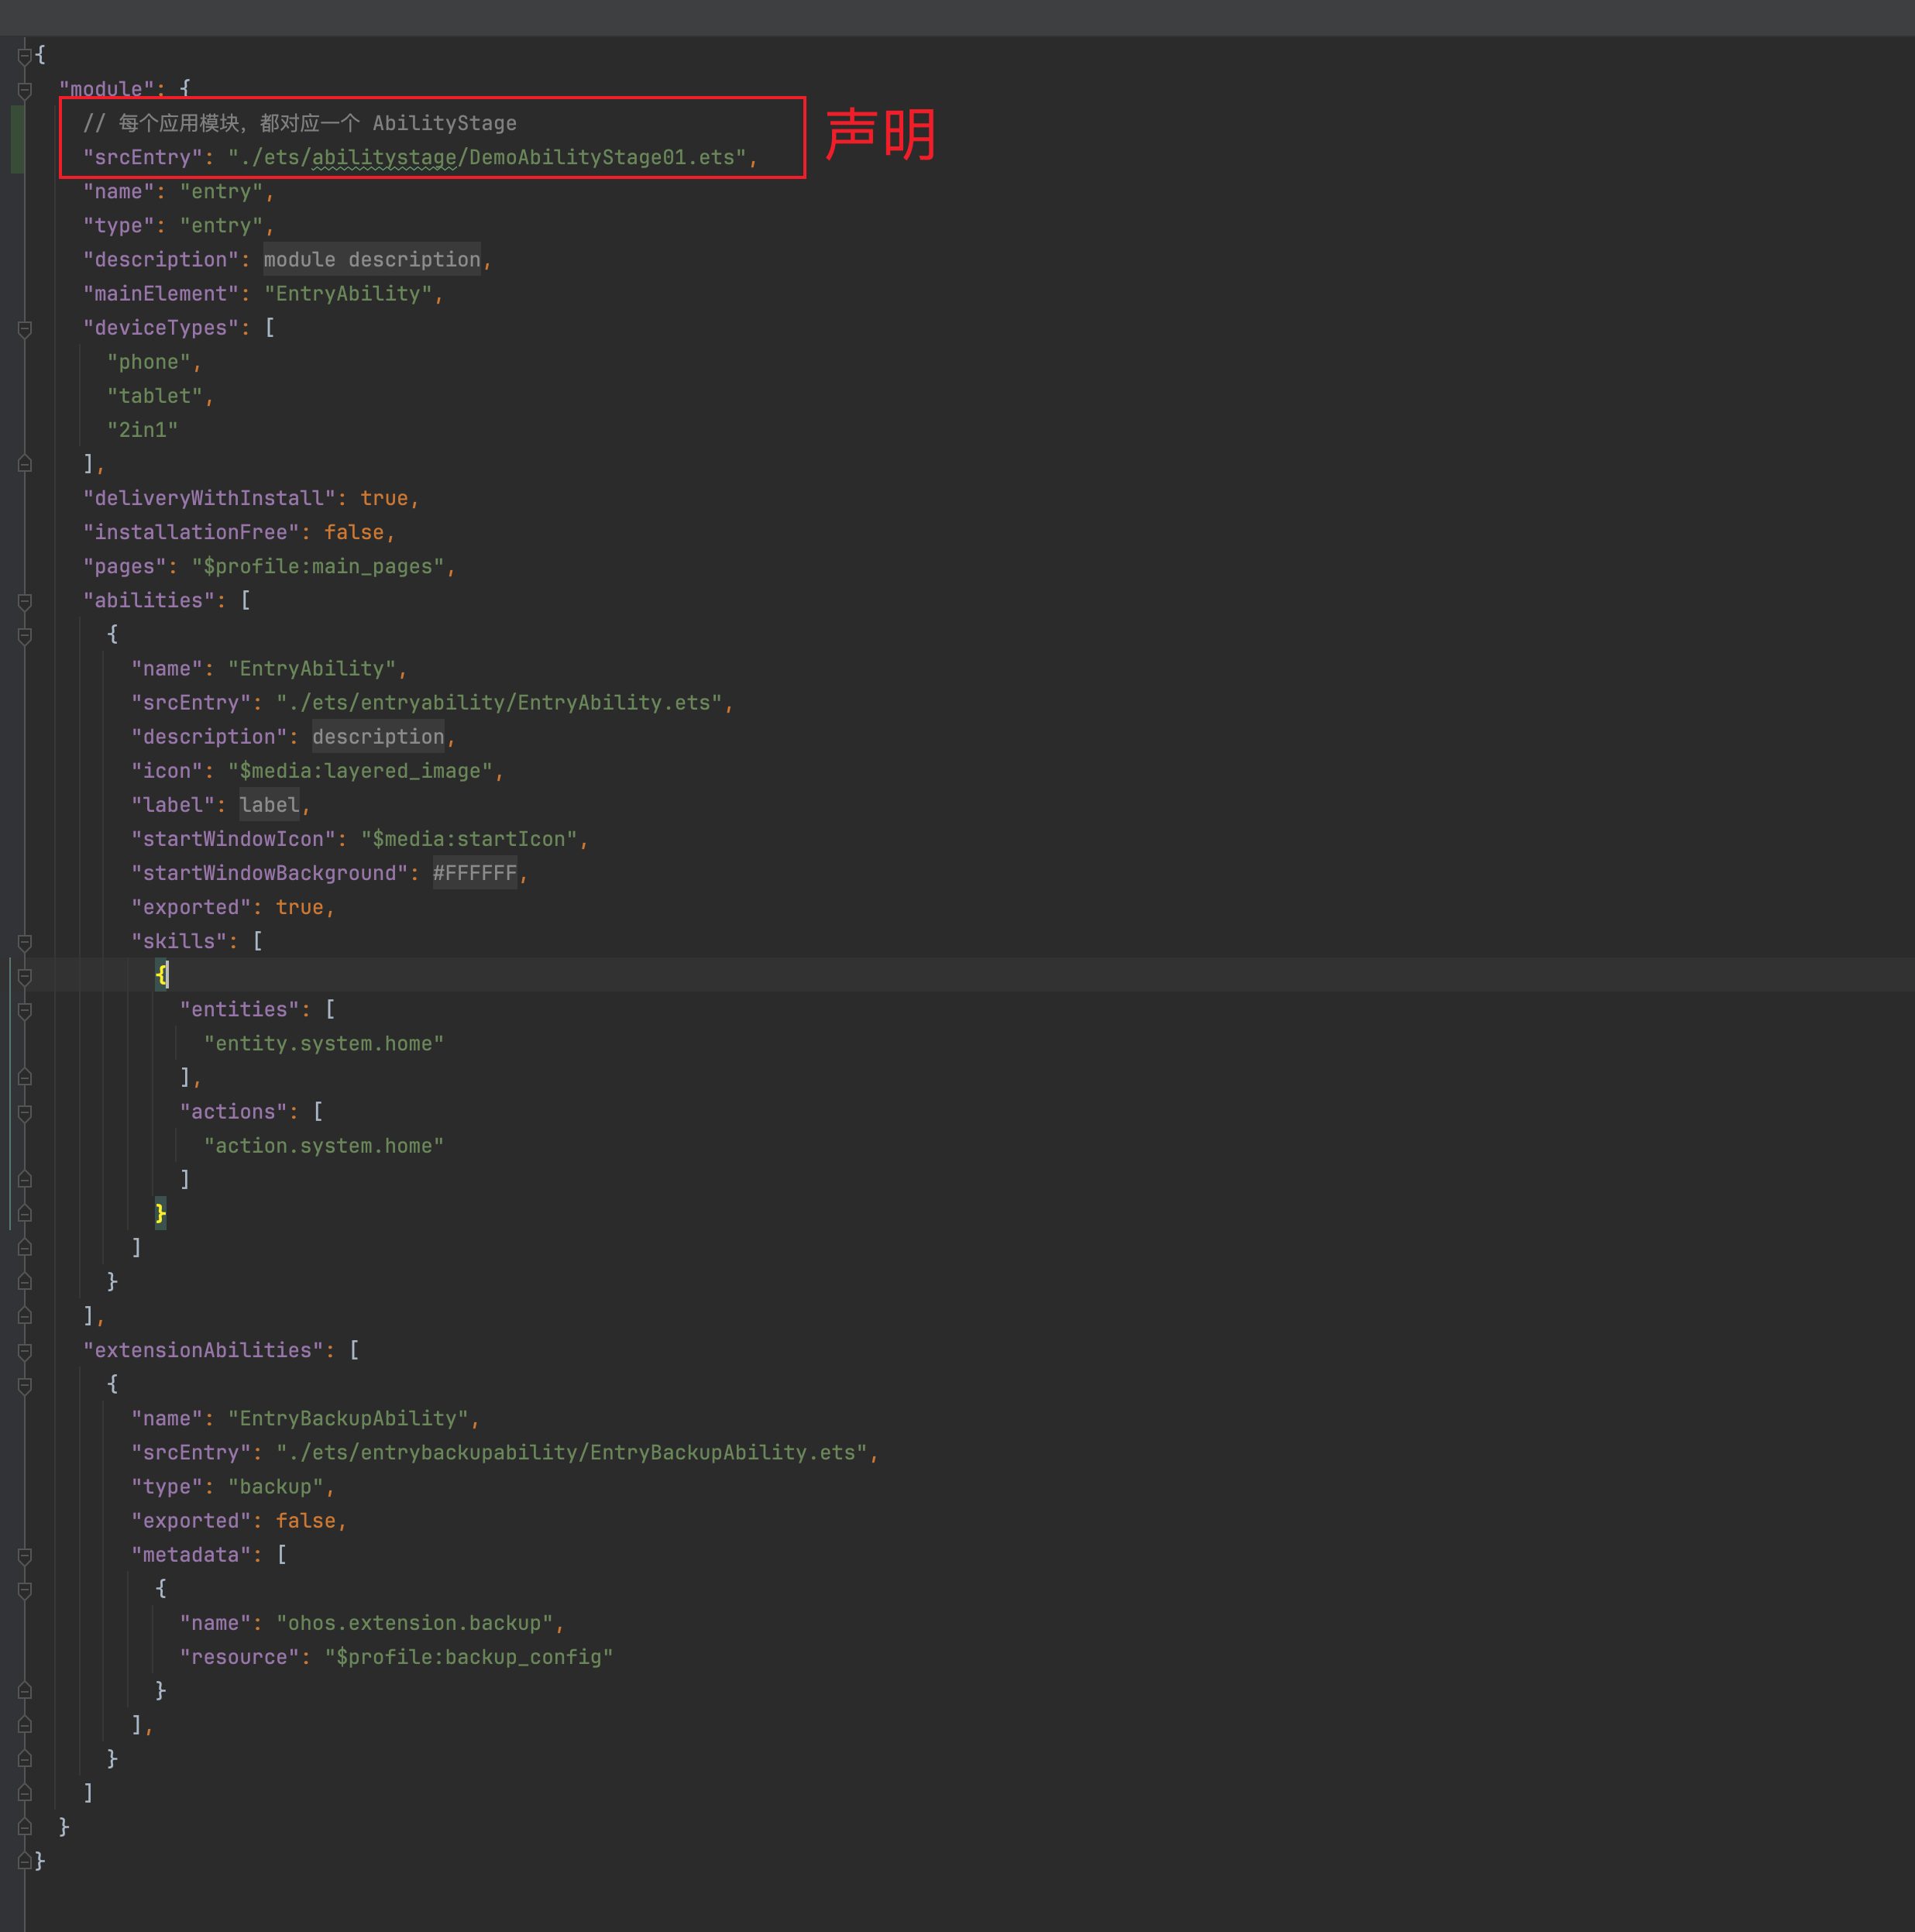 {
"module": {
// 每个应用模块，都对应一个 AbilityStage
"srcEntry": "./ets/abilitystage/DemoAbilityStage01.ets",
声明
"name": "entry",
"type": "entry",
"description": module description,
"mainElement": "EntryAbility",
"deviceTypes": [
"phone",
"tablet",
"2in1"
],
"deliveryWithInstall": true,
"installationFree": false,
"pages": "$profile:main_pages",
"abilities": [
{
"name": "EntryAbility",
"srcEntry": "./ets/entryability/EntryAbility.ets",
"description": description,
"icon": "$media:layered_image",
"label": label,
"startWindowIcon": "$media:startIcon",
"startWindowBackground": #FFFFFF,
"exported": true,
"skills": [
{
"entities": [
"entity.system.home"
],
"actions": [
"action.system.home"
]
}
]
}
],
"extensionAbilities": [
{
"name": "EntryBackupAbility",
"srcEntry": "./ets/entrybackupability/EntryBackupAbility.ets",
"type": "backup",
"exported": false,
"metadata": [
{
"name": "ohos.extension.backup",
"resource": "$profile:backup_config"
}
],
}
]
}
}